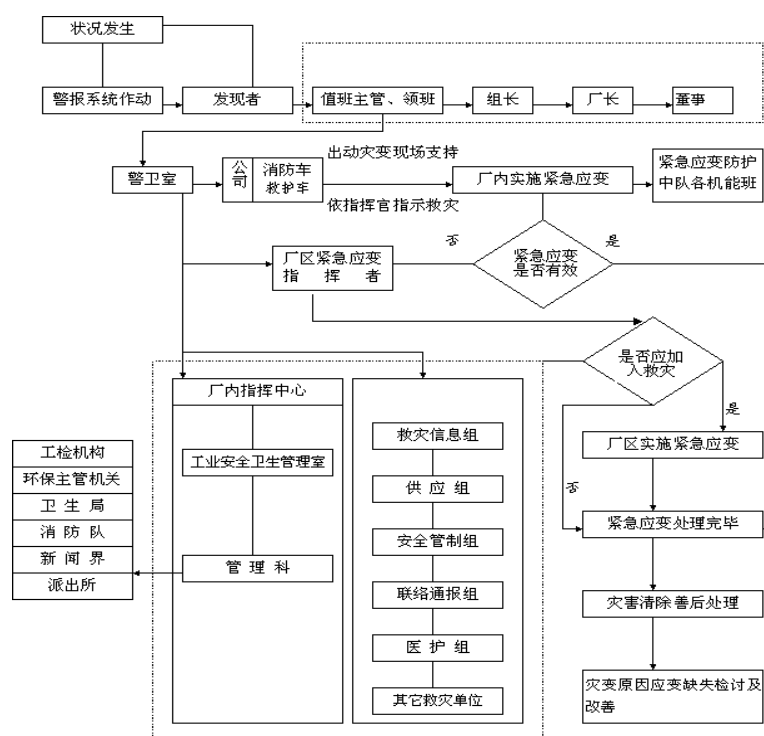 状况发生
警报系统作动
发现者
值班主管、领班
组长
厂长
董事
警卫室
公司
消防车
救护车
出动灾变现场支持
依指挥官指示救灾
厂内实施紧急应变
紧急应变防护
中队各机能班
厂区紧急应变
指 挥 者
否
紧急应变
是否有效
是
是否应加
入救灾
是
否
厂内指挥中心
工业安全卫生管理室
管 理 科
救灾信息组
供 应 组
安全管制组
联络通报组
医 护 组
其它救灾单位
工检机构
环保主管机关
卫 生 局
消 防 队
新 闻 界
派出所
厂区实施紧急应变
紧急应变处理完毕
灾害清除善后处理
灾变原因应变缺失检讨及
改善